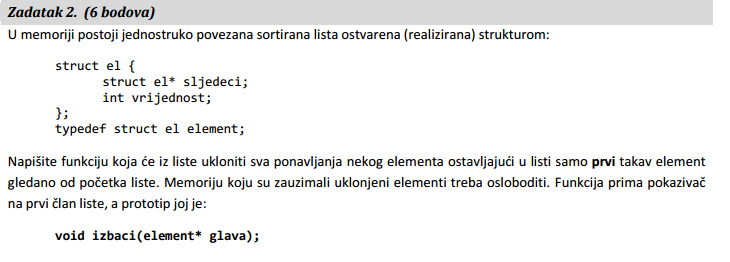 Zadatak 2. (6 bodova)
U memoriji postoji jednostruko povezana sortirana lista ostvarena (realizirana) strukturom:
struct el {
struct el* sljedeci;
int vrijednost;
};
typedef struct el element;
Napišite funkciju koja će iz liste ukloniti sva ponavljanja nekog elementa ostavljajući u listi samo prvi takav element
gledano od početka liste. Memoriju koju su zauzimali uklonjeni elementi treba osloboditi. Funkcija prima pokazivač
na prvi član liste, a prototip joj je:
void izbaci(element* glava);